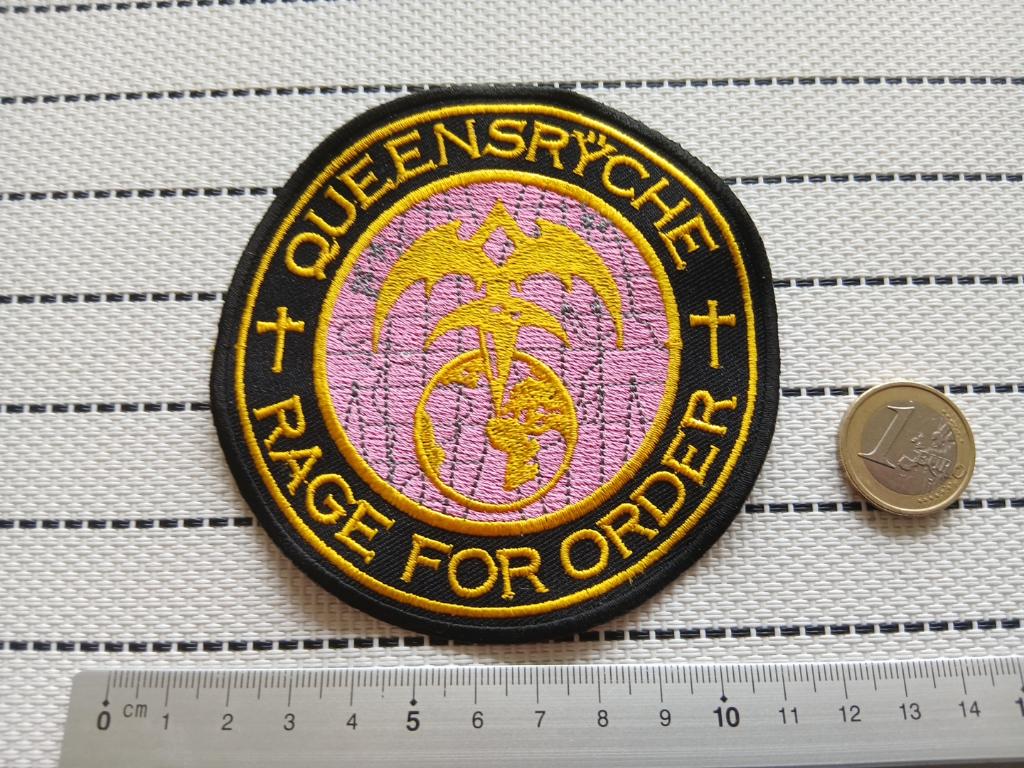 QUEENSRŸCHE
† RAGE FOR ORDER †
1 EURO
0 cm 1 2 3 4 5 6 7 8 9 10 11 12 13 14